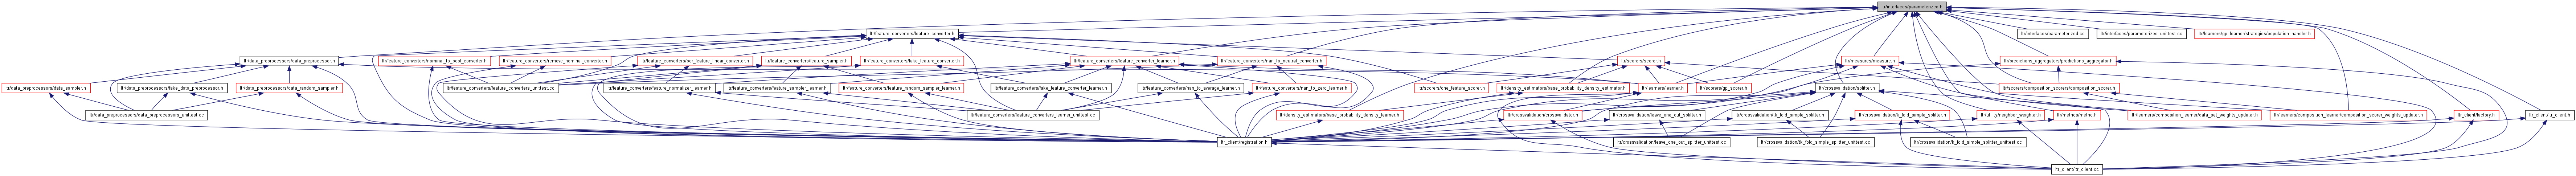 ltr/interfaces/parameterized.h
ltr/feature_converters/feature_converter.h
ltr/interfaces/parameterized.cc
ltr/interfaces/parameterized_unittest.cc
ltr/learners/gp_learner/strategies/population_handler.h
ltr/data_preprocessors/data_preprocessor.h
ltr/feature_converters/nominal_to_bool_converter.h
ltr/feature_converters/remove_nominal_converter.h
ltr/feature_converters/per_feature_linear_converter.h
ltr/feature_converters/feature_sampler.h
ltr/feature_converters/fake_feature_converter.h
ltr/feature_converters/feature_converter_learner.h
ltr/feature_converters/nan_to_neutral_converter.h
ltr/scorers/scorer.h
ltr/measures/measure.h
ltr/predictions_aggregators/predictions_aggregator.h
ltr/data_preprocessors/data_sampler.h
ltr/data_preprocessors/fake_data_preprocessor.h
ltr/data_preprocessors/data_random_sampler.h
ltr/feature_converters/feature_converters_unittest.cc
ltr/feature_converters/feature_normalizer_learner.h
ltr/feature_converters/feature_sampler_learner.h
ltr/feature_converters/feature_random_sampler_learner.h
ltr/feature_converters/fake_feature_converter_learner.h
ltr/feature_converters/nan_to_average_learner.h
ltr/feature_converters/nan_to_zero_learner.h
ltr/scorers/one_feature_scorer.h
ltr/density_estimators/base_probability_density_estimator.h
ltr/learners/learner.h
ltr/scorers/gp_scorer.h
ltr/crossvalidation/splitter.h
ltr/scorers/composition_scorers/composition_scorer.h
ltr/data_preprocessors/data_preprocessors_unittest.cc
ltr/feature_converters/feature_converters_learner_unittest.cc
ltr/density_estimators/base_probability_density_learner.h
ltr/crossvalidation/crossvalidator.h
ltr/crossvalidation/leave_one_out_splitter.h
ltr/crossvalidation/tk_fold_simple_splitter.h
ltr/crossvalidation/k_fold_simple_splitter.h
ltr/utility/neighbor_weighter.h
ltr/metrics/metric.h
ltr/learners/composition_learner/data_set_weights_updater.h
ltr/learners/composition_learner/composition_scorer_weights_updater.h
ltr_client/factory.h
ltr_client/ltr_client.h
ltr_client/registration.h
ltr/crossvalidation/leave_one_out_splitter_unittest.cc
ltr/crossvalidation/tk_fold_simple_splitter_unittest.cc
ltr/crossvalidation/k_fold_simple_splitter_unittest.cc
ltr_client/ltr_client.cc